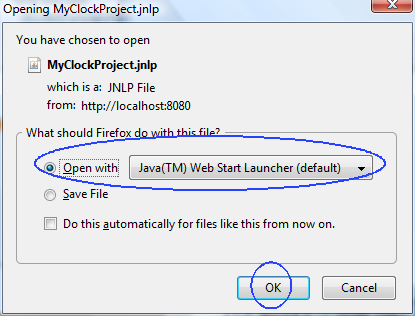 Opening MyClockProject.jnlp
You have chosen to open
MyClockProject.jnlp
which is a: JNLP File
from: http://localhost:8080
What should Firefox do with this file?
Open with Java(TM) Web Start Launcher (default)
Save File
Do this automatically for files like this from now on.
OK Cancel